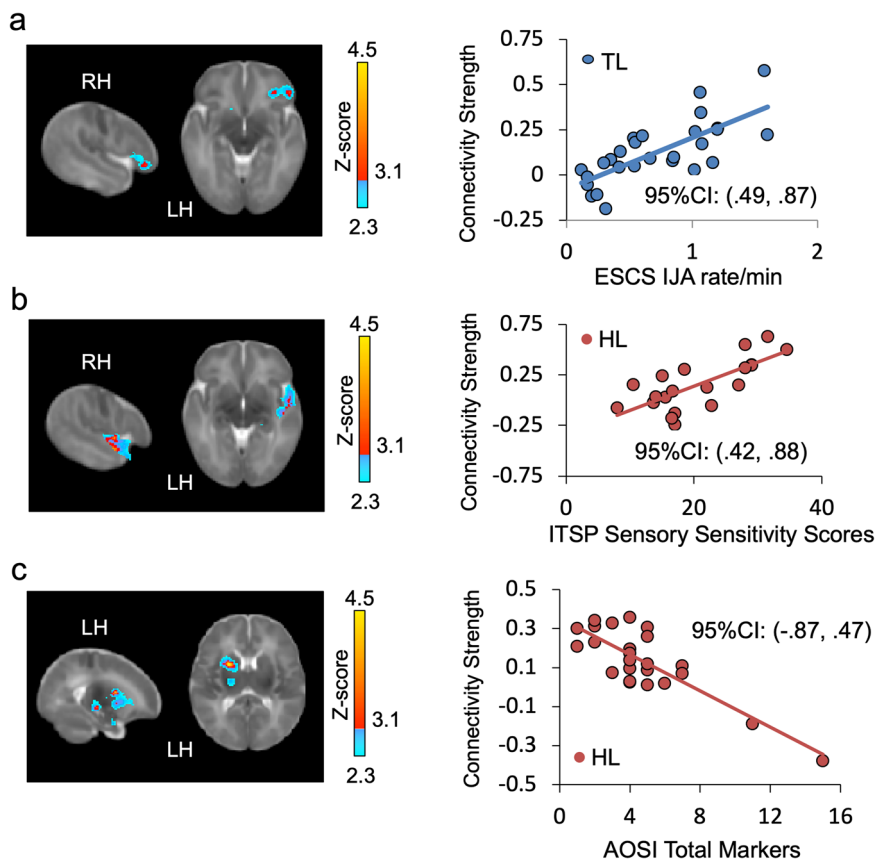 a
RH
LH
4.5
Z-score
3.1
2.3
Connectivity Strength
0.75
0.5
0.25
0
-0.25
TL
95%CI: (.49, .87)
0
1
2
ESCS IJA rate/min
b
RH
LH
4.5
Z-score
3.1
2.3
Connectivity Strength
0.75
0.25
-0.25
-0.75
HL
95%CI: (.42, .88)
0
20
40
ITSP Sensory Sensitivity Scores
c
LH
LH
4.5
Z-score
3.1
2.3
Connectivity Strength
0.5
0.3
0.1
-0.1
-0.3
-0.5
95%CI: (-.87, .47)
HL
0
4
8
12
16
AOSI Total Markers